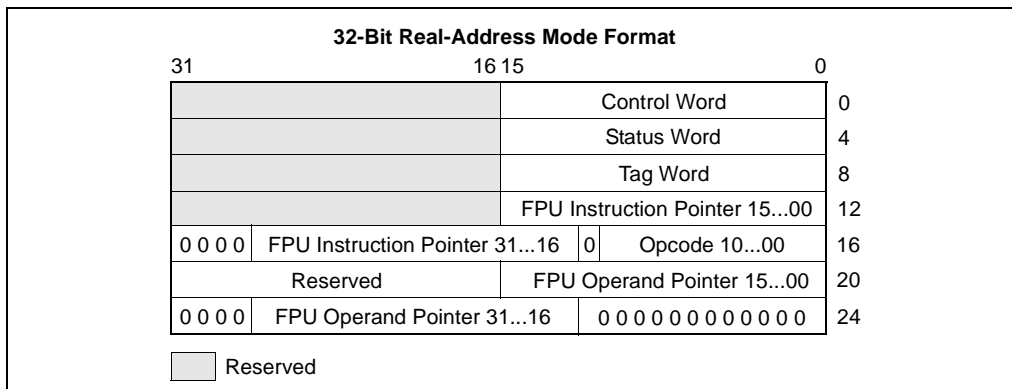 32-Bit Real-Address Mode Format
31 16 15 0
Control Word 0
Status Word 4
Tag Word 8
FPU Instruction Pointer 15...00 12
0 0 0 0 FPU Instruction Pointer 31...16 0 Opcode 10...00 16
Reserved FPU Operand Pointer 15...00 20
0 0 0 0 FPU Operand Pointer 31...16 0 0 0 0 0 0 0 0 0 0 0 0 24
Reserved